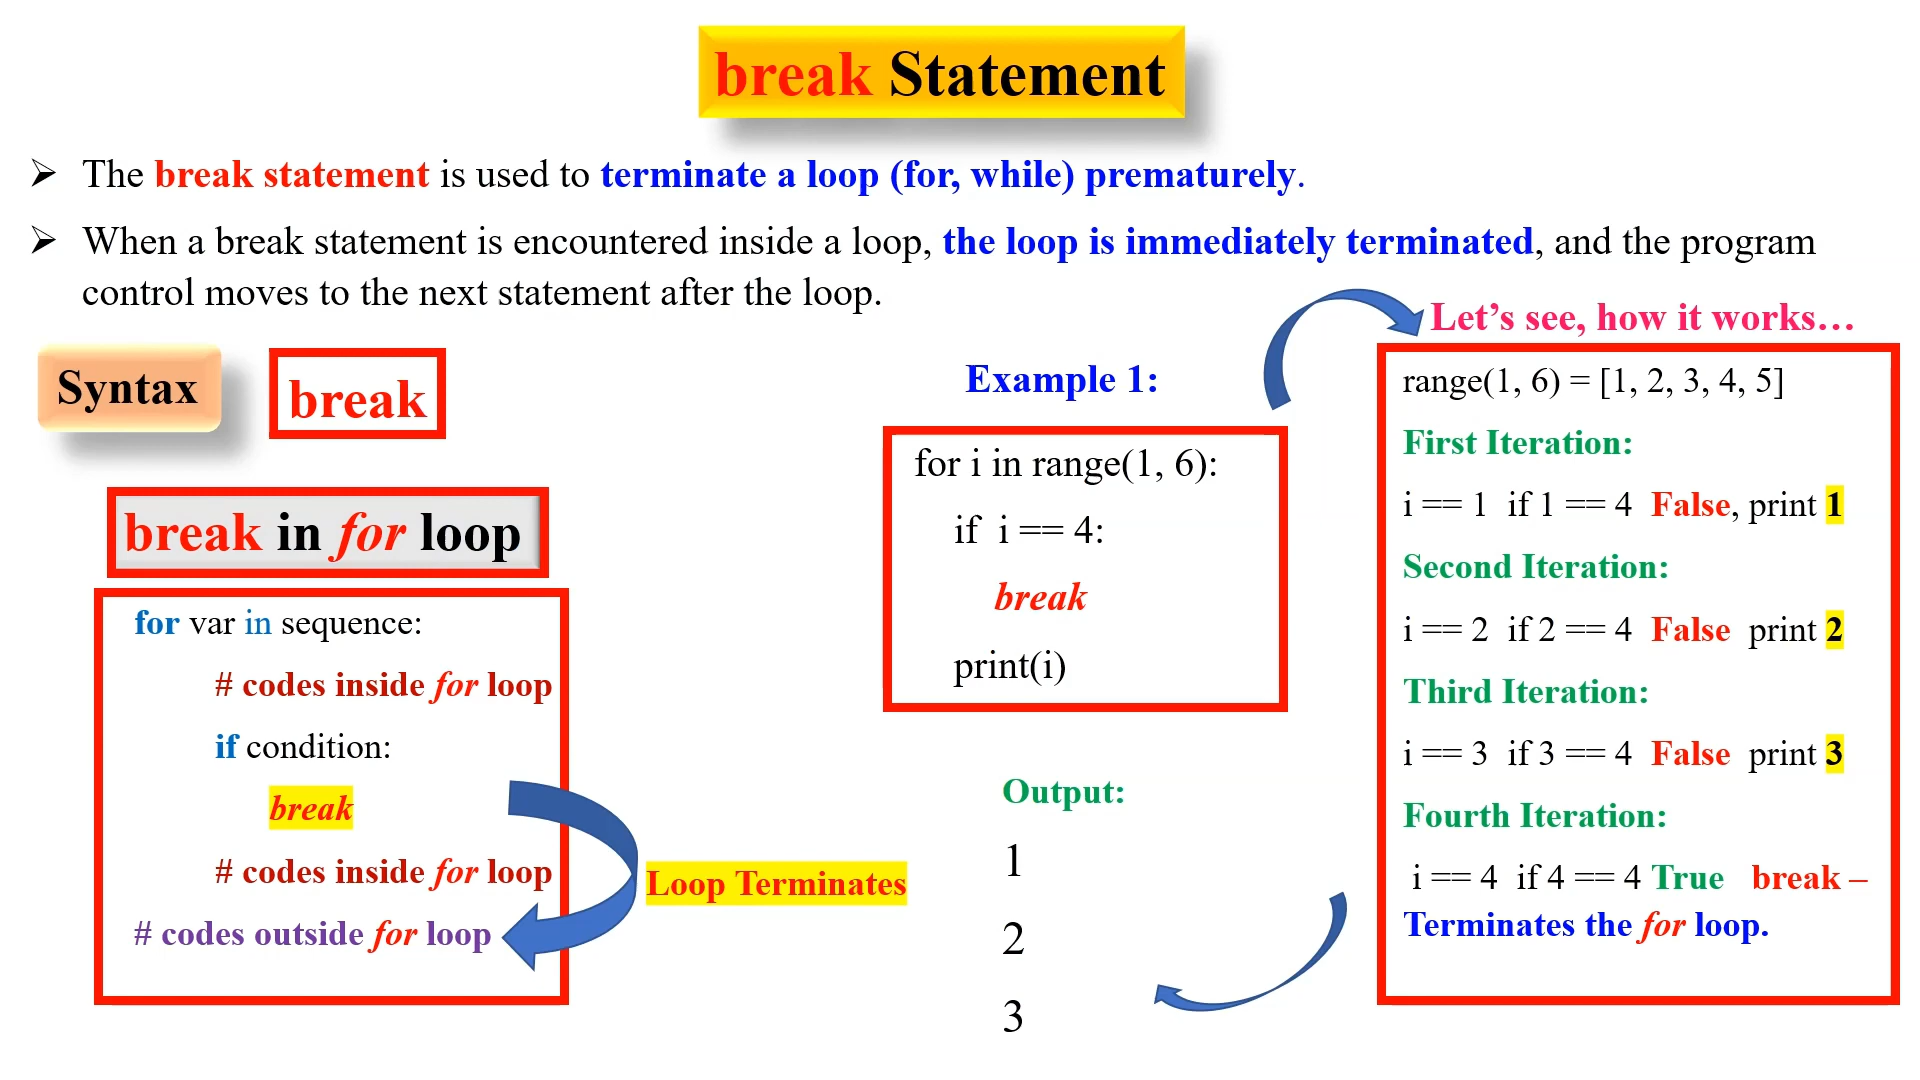 break Statement
➢ The break statement is used to terminate a loop (for, while) prematurely.
➢ When a break statement is encountered inside a loop, the loop is immediately terminated, and the program
control moves to the next statement after the loop.
Syntax
break
break in for loop
for var in sequence:
# codes inside for loop
if condition:
break
# codes inside for loop
# codes outside for loop
Loop Terminates
Example 1:
for i in range(1, 6):
if i == 4:
break
print(i)
Output:
1
2
3
Let’s see, how it works…
range(1, 6) = [1, 2, 3, 4, 5]
First Iteration:
i == 1 if 1 == 4 False, print 1
Second Iteration:
i == 2 if 2 == 4 False print 2
Third Iteration:
i == 3 if 3 == 4 False print 3
Fourth Iteration:
i == 4 if 4 == 4 True break –
Terminates the for loop.